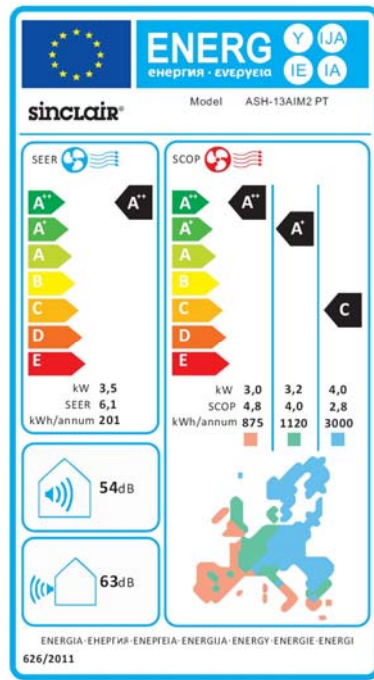 ENERG
енергия · ενεργεια
Y IJA
IE IA
sinclair®
Model ASH-13AIM2 PT
SEER
A++ A++
A+
A
B
C
D
E
kW 3,5
SEER 6,1
kWh/annum 201
SCOP
A++ A++
A+ A+
A
B
C C
D
E
kW 3,0 3,2 4,0
SCOP 4,8 4,0 2,8
kWh/annum 875 1120 3000
54dB
63dB
ENERGIA·ЕНЕРГИЯ·ΕΝΕΡΓΕΙΑ·ENERGIJA·ENERGY·ENERGIE·ENERGI
626/2011